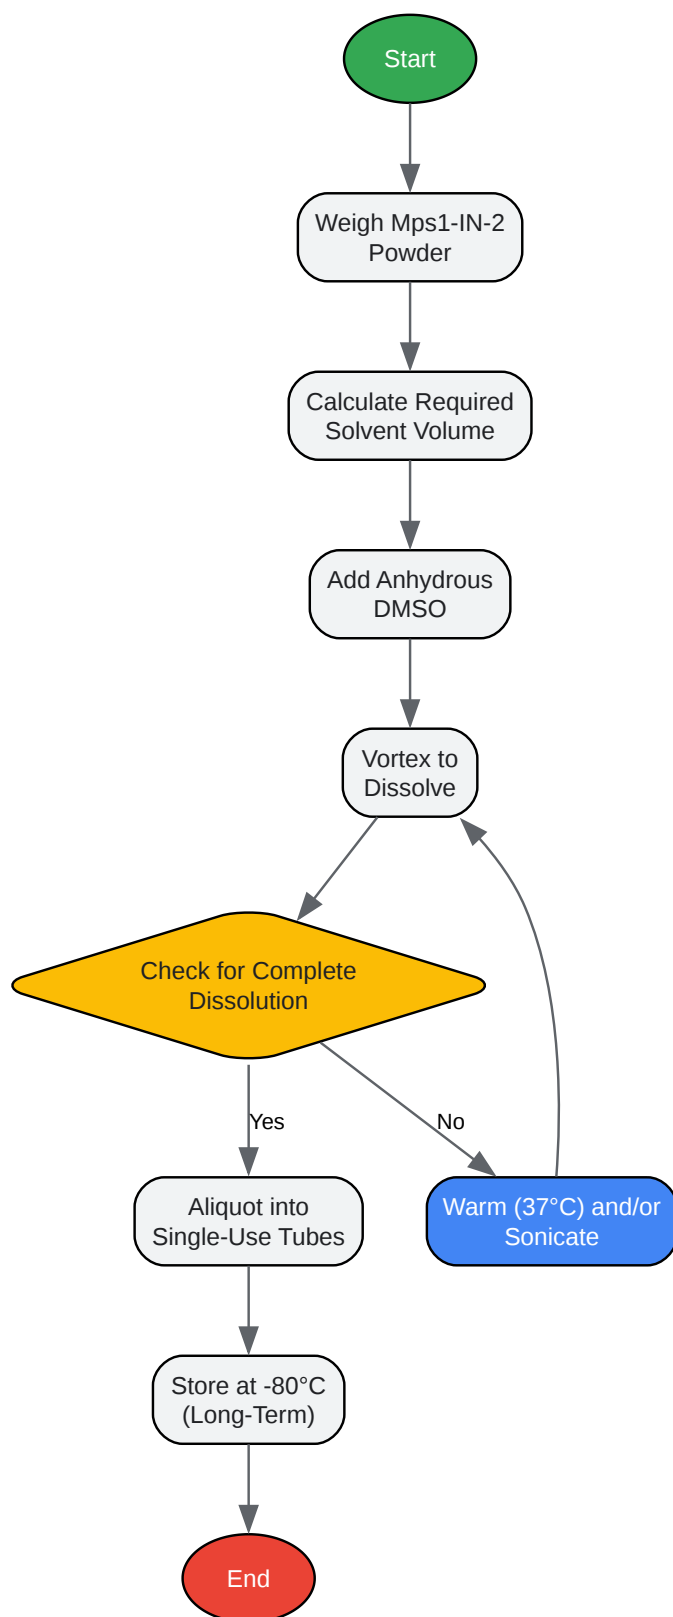 Start
Weigh Mps1-IN-2
Powder
Calculate Required
Solvent Volume
Add Anhydrous
DMSO
Vortex to
Dissolve
Check for Complete
Dissolution
Yes
No
Aliquot into
Single-Use Tubes
Warm (37°C) and/or
Sonicate
Store at -80°C
(Long-Term)
End